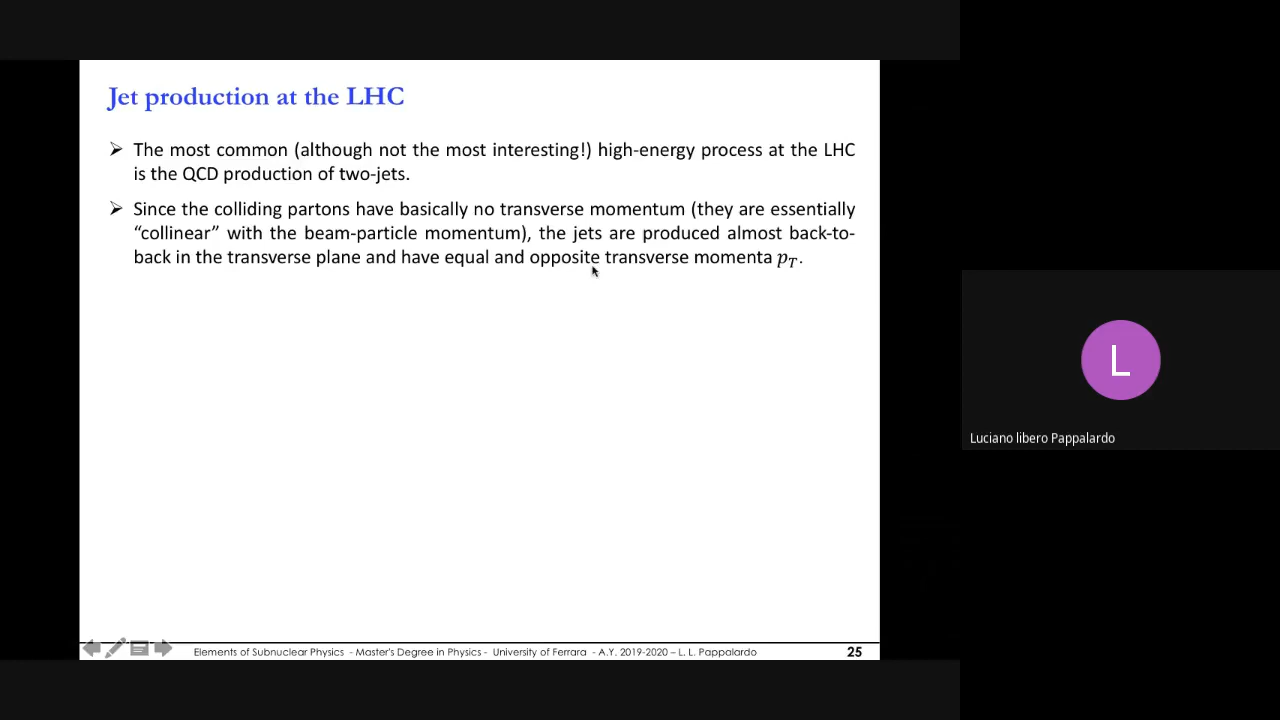 Jet production at the LHC
➢ The most common (although not the most interesting!) high-energy process at the LHC
is the QCD production of two-jets.
➢ Since the colliding partons have basically no transverse momentum (they are essentially
“collinear” with the beam-particle momentum), the jets are produced almost back-to-
back in the transverse plane and have equal and opposite transverse momenta p_T.
L
Luciano libero Pappalardo
Elements of Subnuclear Physics - Master's Degree in Physics - University of Ferrara - A.Y. 2019-2020 – L. L. Pappalardo
25